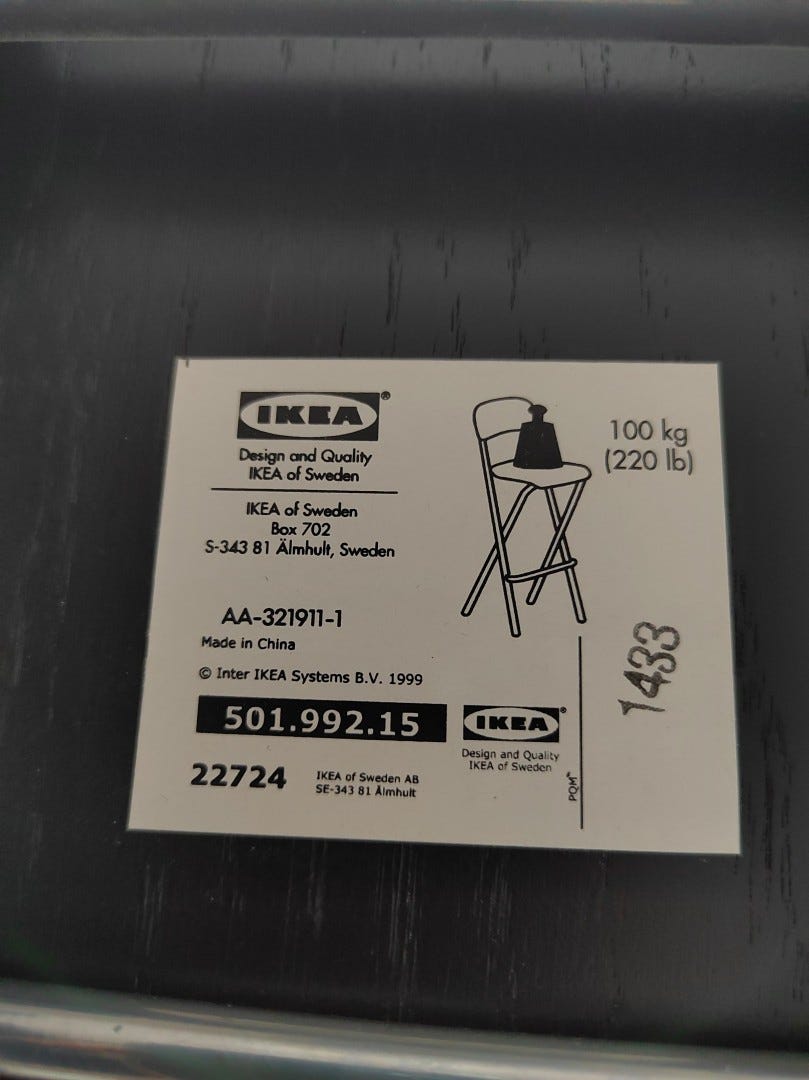 IKEA®
Design and Quality
IKEA of Sweden
IKEA of Sweden
Box 702
S-343 81 Älmhult, Sweden
100 kg
(220 lb)
AA-321911-1
Made in China
© Inter IKEA Systems B.V. 1999
501.992.15
22724
IKEA of Sweden AB
SE-343 81 Älmhult
IKEA®
Design and Quality
IKEA of Sweden
PQM™
1433